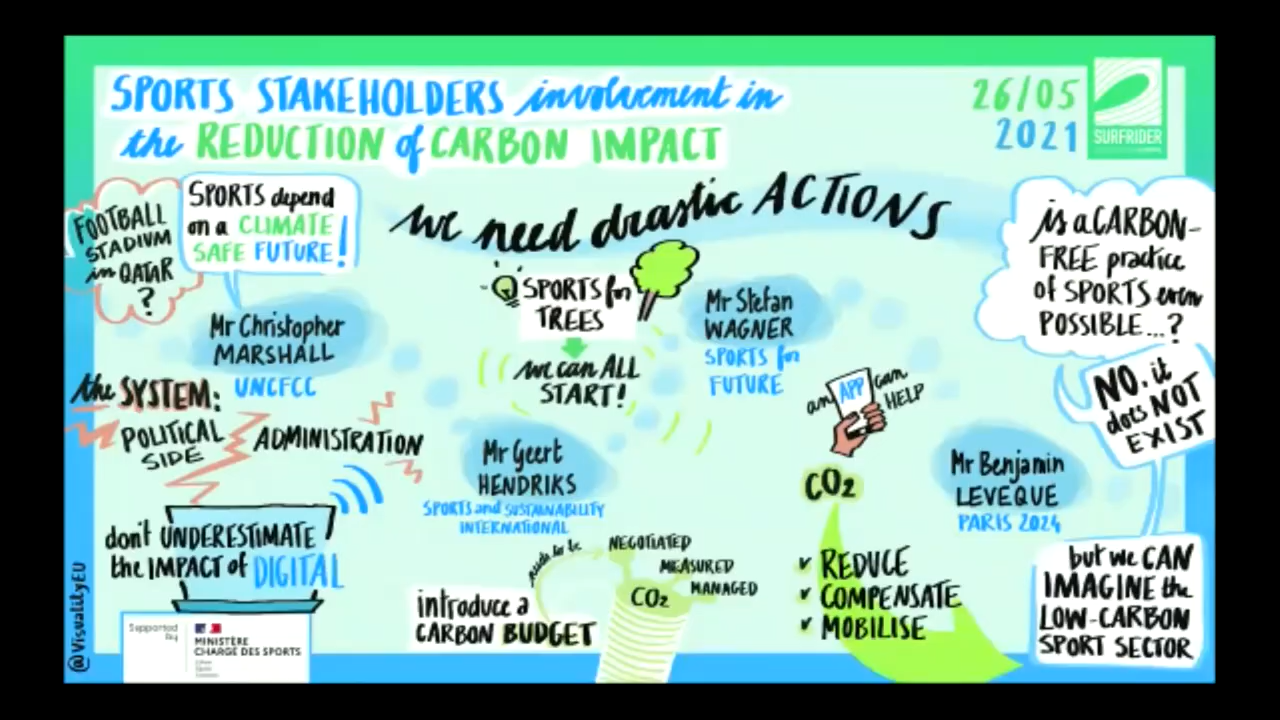 SPORTS STAKEHOLDERS involvement in
the REDUCTION of CARBON IMPACT
26/05
2021
SURFRIDER
FOOTBALL
STADIUM
in QATAR
?
SPORTS depend
on a CLIMATE
SAFE FUTURE!
we need drastic ACTIONS
is a CARBON-
FREE practice
of SPORTS even
POSSIBLE...?
Mr Christopher
MARSHALL
UNCFCC
SPORTS for
TREES
we can ALL
START!
Mr Stefan
WAGNER
SPORTS for
FUTURE
NO, it
does NOT
EXIST
the SYSTEM:
POLITICAL
SIDE
ADMINISTRATION
an APP can
HELP
Mr Geert
HENDRIKS
SPORTS and SUSTAINABILITY
INTERNATIONAL
CO2
Mr Benjamin
LEVEQUE
PARIS 2024
don't UNDERESTIMATE
the IMPACT of DIGITAL
introduce a
CARBON BUDGET
needs to be
NEGOTIATED
MEASURED
MANAGED
CO2
✓ REDUCE
✓ COMPENSATE
✓ MOBILISE
but we CAN
IMAGINE the
LOW-CARBON
SPORT SECTOR
@VisualityEU
Supported
by
MINISTÈRE
CHARGÉ DES SPORTS